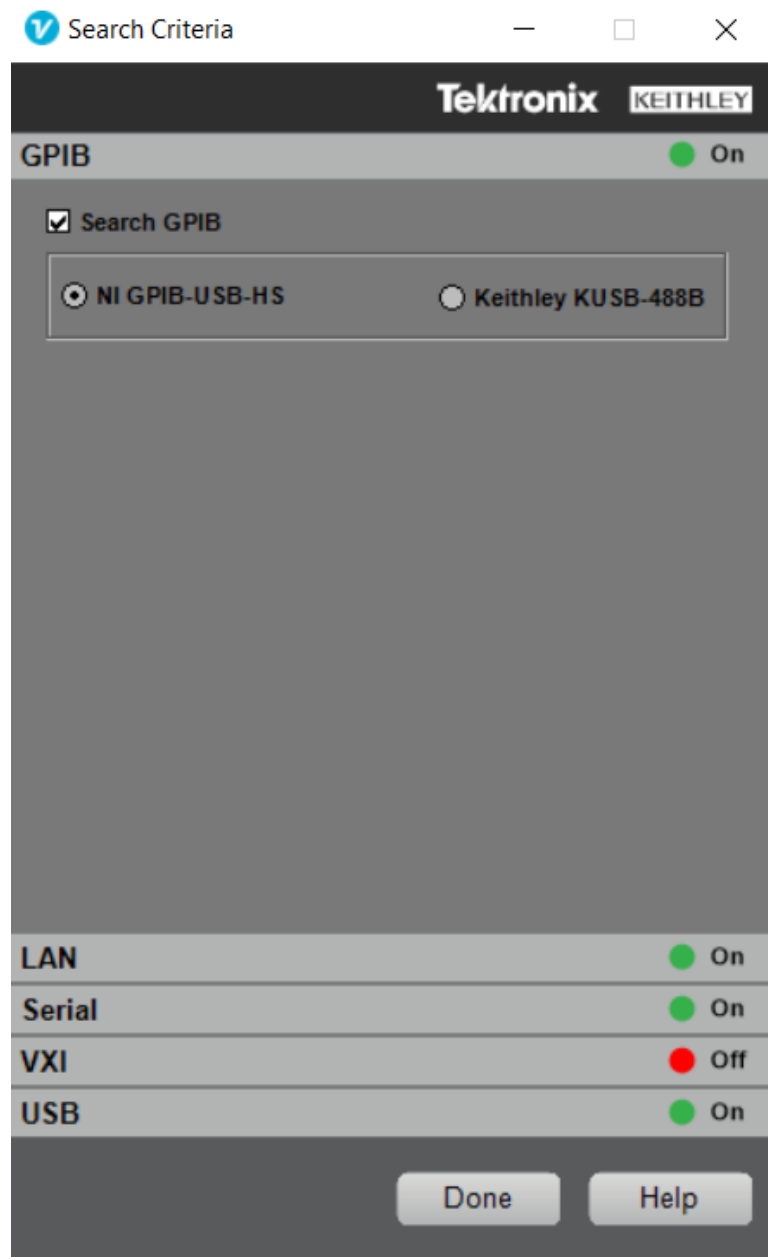 Search Criteria
Tektronix KEITHLEY
GPIB On
Search GPIB
NI GPIB-USB-HS Keithley KUSB-488B
LAN On
Serial On
VXI Off
USB On
Done Help